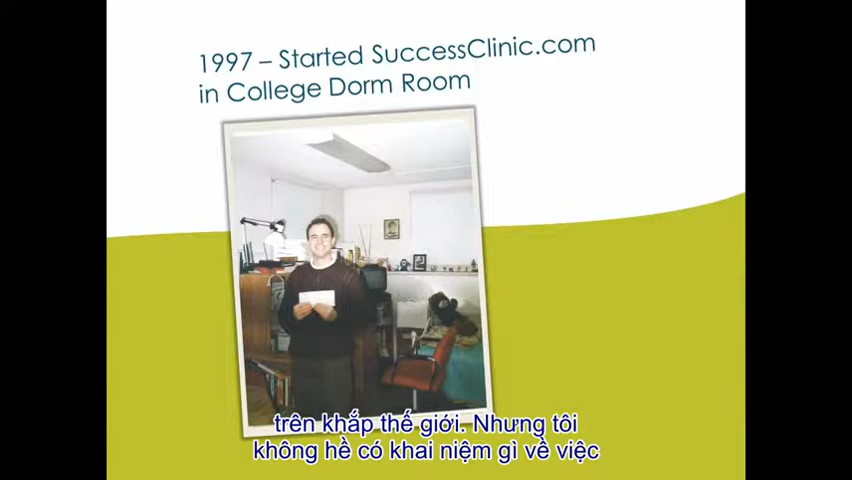 1997 – Started SuccessClinic.com
in College Dorm Room
trên khắp thế giới. Nhưng tôi
không hề có khai niệm gì về việc